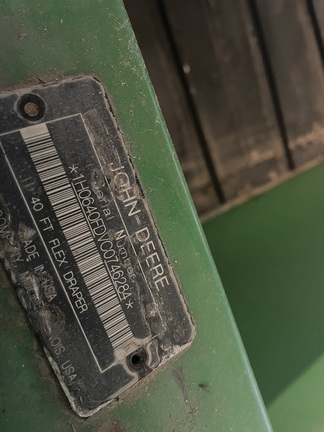 JOHN DEERE
Serial Number
*1H0640FDVC0746284*
40 FT FLEX DRAPER
MADE IN
USA